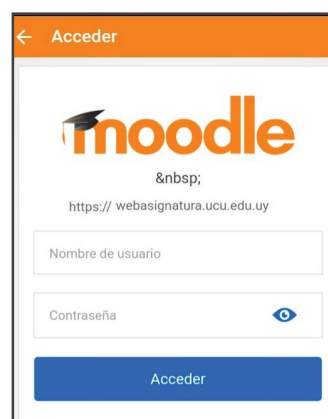 Acceder
moodle
&nbsp;
https:// webasignatura.ucu.edu.uy
Nombre de usuario
Contraseña
Acceder